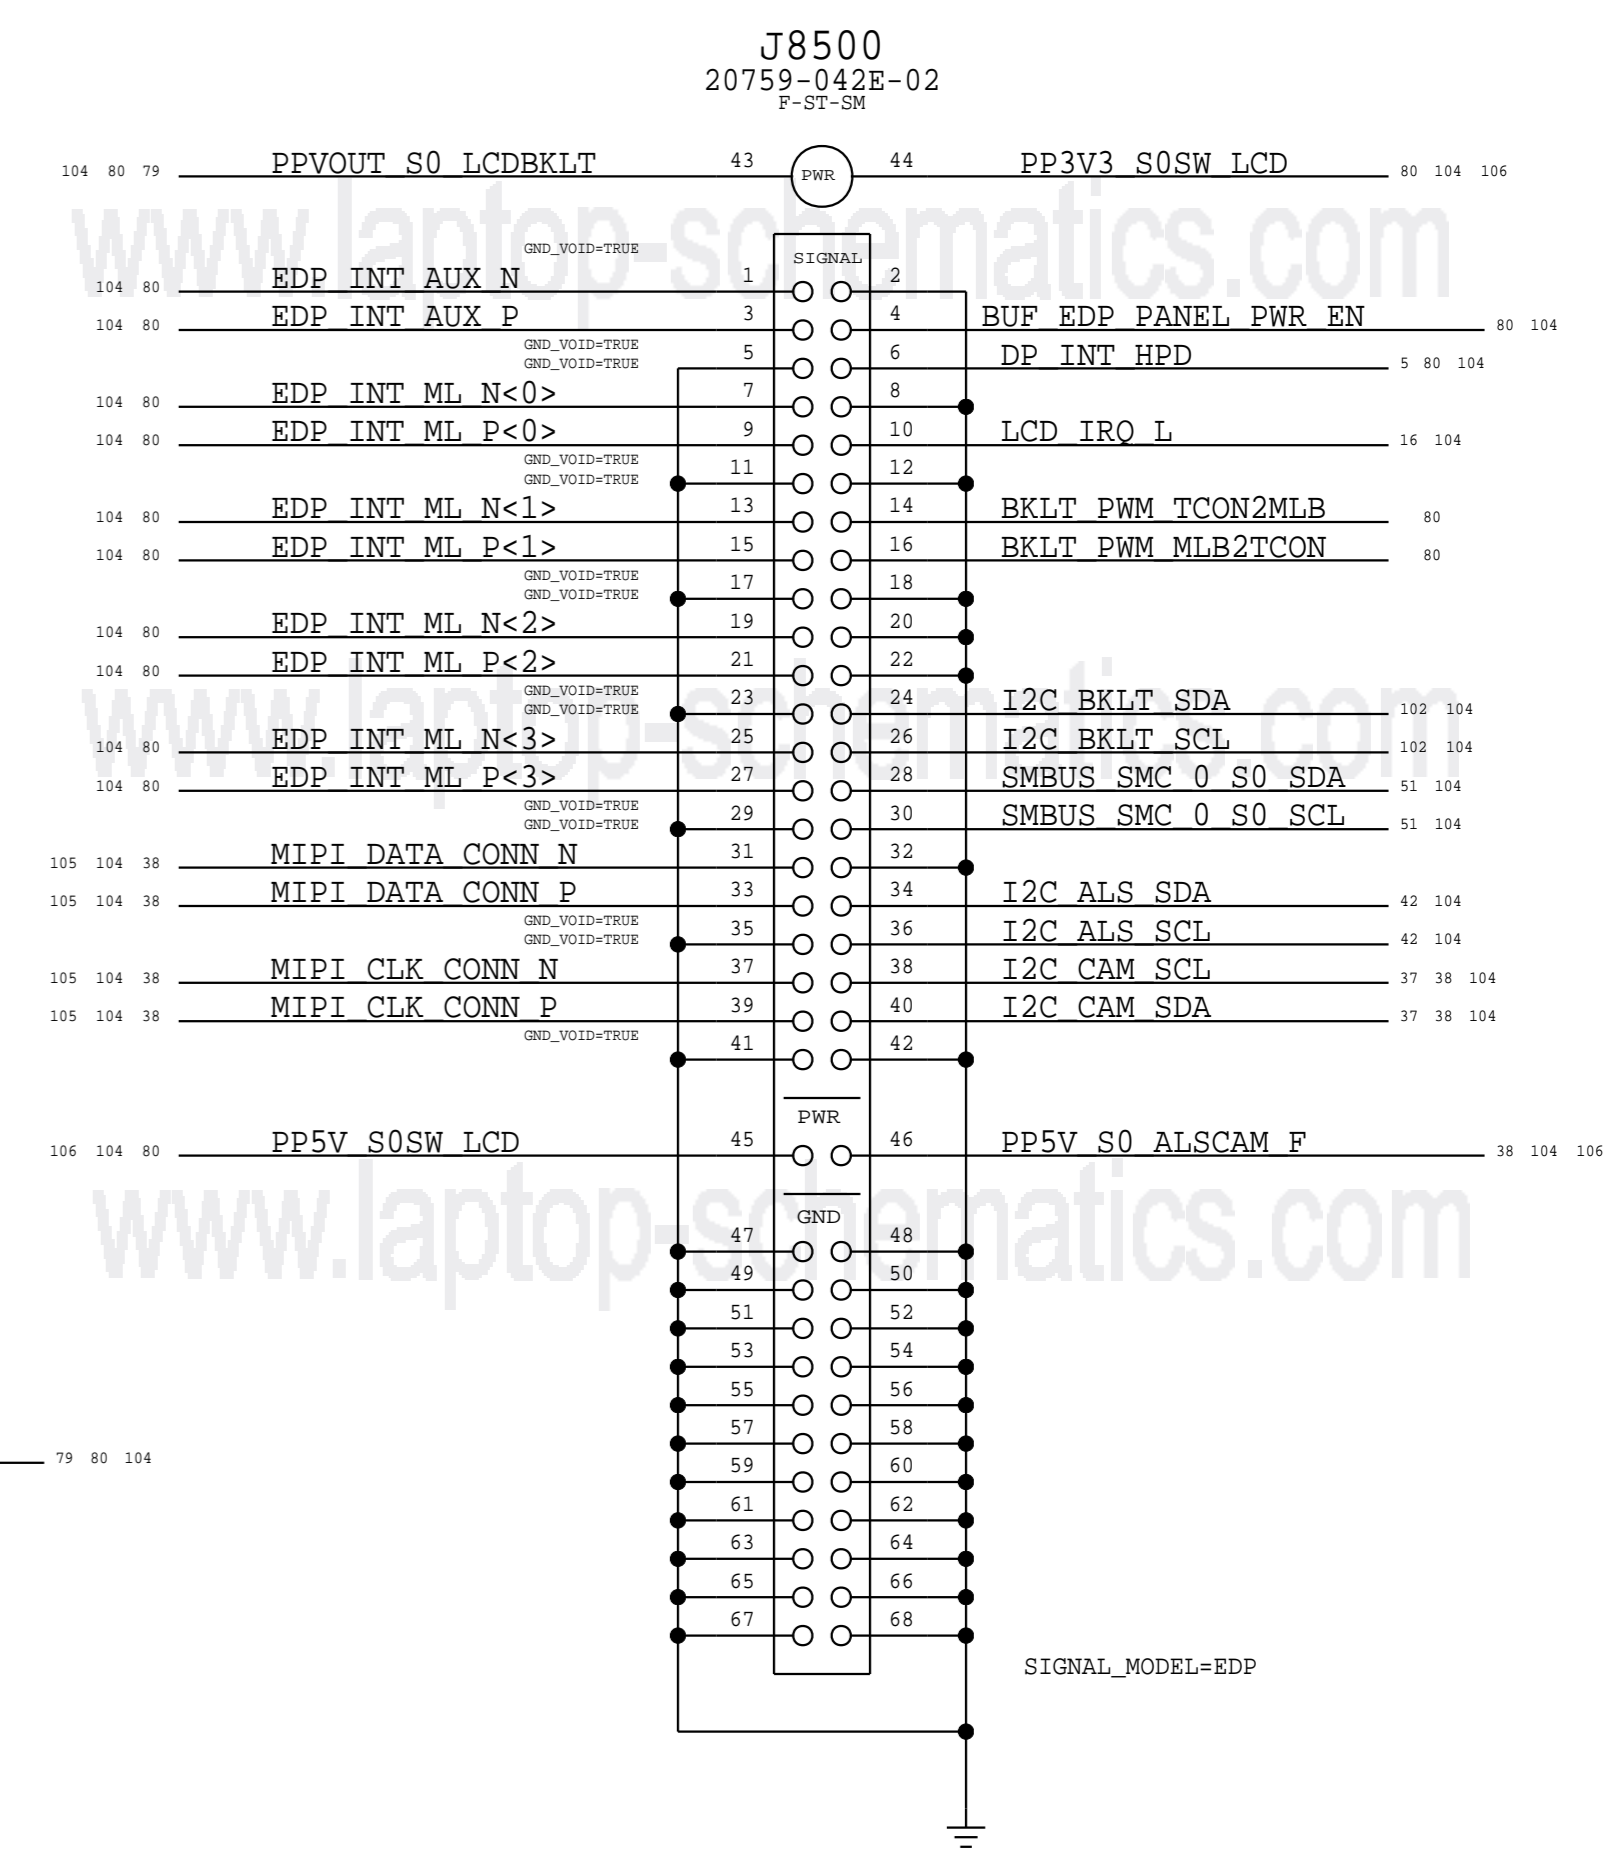 J8500
20759-042E-02
F-ST-SM
104 80 79 PPVOUT_S0_LCDBKLT 43 PWR 44 PP3V3_S0SW_LCD 80 104 106
www.laptop-schematics.com
GND_VOID=TRUE
SIGNAL
104 80 EDP_INT_AUX_N 1 2
104 80 EDP_INT_AUX_P 3 4 BUF_EDP_PANEL_PWR_EN 80 104
GND_VOID=TRUE
GND_VOID=TRUE
5 6 DP_INT_HPD 5 80 104
104 80 EDP_INT_ML_N<0> 7 8
104 80 EDP_INT_ML_P<0> 9 10 LCD_IRQ_L 16 104
GND_VOID=TRUE
GND_VOID=TRUE
11 12
104 80 EDP_INT_ML_N<1> 13 14 BKLT_PWM_TCON2MLB 80
104 80 EDP_INT_ML_P<1> 15 16 BKLT_PWM_MLB2TCON 80
GND_VOID=TRUE
GND_VOID=TRUE
17 18
104 80 EDP_INT_ML_N<2> 19 20
104 80 EDP_INT_ML_P<2> 21 22
www.laptop-schematics.com
GND_VOID=TRUE
GND_VOID=TRUE
23 24 I2C_BKLT_SDA 102 104
104 80 EDP_INT_ML_N<3> 25 26 I2C_BKLT_SCL 102 104
104 80 EDP_INT_ML_P<3> 27 28 SMBUS_SMC_0_S0_SDA 51 104
GND_VOID=TRUE
GND_VOID=TRUE
29 30 SMBUS_SMC_0_S0_SCL 51 104
105 104 38 MIPI_DATA_CONN_N 31 32
105 104 38 MIPI_DATA_CONN_P 33 34 I2C_ALS_SDA 42 104
GND_VOID=TRUE
GND_VOID=TRUE
35 36 I2C_ALS_SCL 42 104
105 104 38 MIPI_CLK_CONN_N 37 38 I2C_CAM_SCL 37 38 104
105 104 38 MIPI_CLK_CONN_P 39 40 I2C_CAM_SDA 37 38 104
GND_VOID=TRUE
41 42
PWR
106 104 80 PP5V_S0SW_LCD 45 46 PP5V_S0_ALSCAM_F 38 104 106
www.laptop-schematics.com
GND
47 48
49 50
51 52
53 54
55 56
57 58
79 80 104
59 60
61 62
63 64
65 66
67 68
SIGNAL_MODEL=EDP